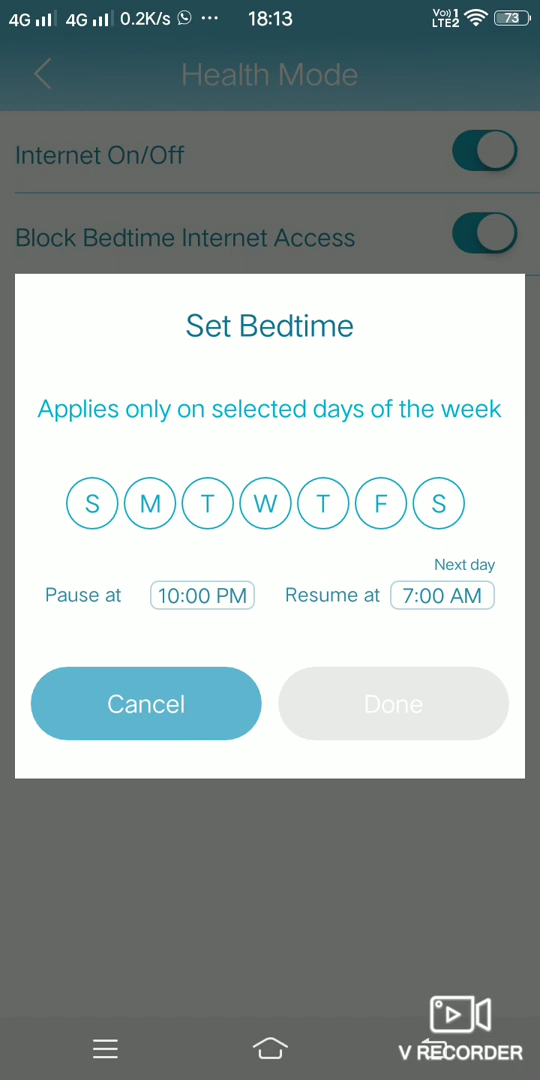 4G 4G 0.2K/s ... 18:13 Vo)) 1 LTE2 73
Health Mode
Internet On/Off
Block Bedtime Internet Access
Set Bedtime
Applies only on selected days of the week
S M T W T F S
Next day
Pause at 10:00 PM Resume at 7:00 AM
Cancel Done
V RECORDER